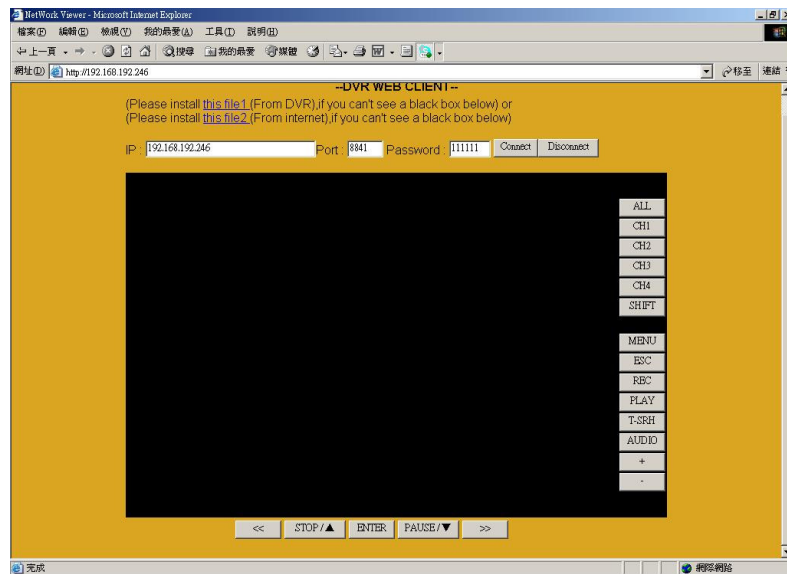 NetWork Viewer - Microsoft Internet Explorer
檔案(F) 編輯(E) 檢視(V) 我的最愛(A) 工具(T) 說明(H)
上一頁 搜尋 我的最愛 媒體
網址(D) http://192.168.192.246 移至 連結
--DVR WEB CLIENT--
(Please install this file1 (From DVR),if you can't see a black box below) or
(Please install this file2 (From internet),if you can't see a black box below)
IP : 192.168.192.246 Port : 8841 Password : 111111 Connect Disconnect
ALL
CH1
CH2
CH3
CH4
SHIFT
MENU
ESC
REC
PLAY
T-SRH
AUDIO
+
-
<< STOP/▲ ENTER PAUSE/▼ >>
完成 網際網路